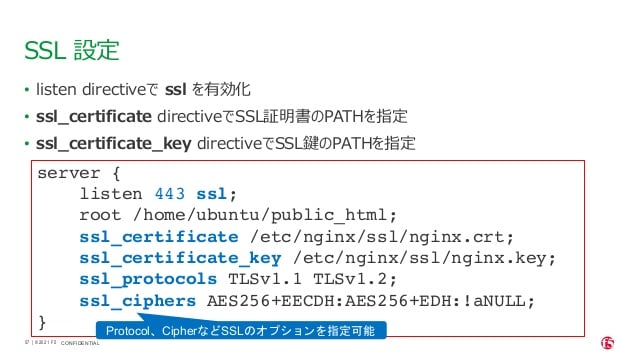 SSL 設定
• listen directiveで ssl を有効化
• ssl_certificate directiveでSSL証明書のPATHを指定
• ssl_certificate_key directiveでSSL鍵のPATHを指定
server {
    listen 443 ssl;
    root /home/ubuntu/public_html;
    ssl_certificate /etc/nginx/ssl/nginx.crt;
    ssl_certificate_key /etc/nginx/ssl/nginx.key;
    ssl_protocols TLSv1.1 TLSv1.2;
    ssl_ciphers AES256+EECDH:AES256+EDH:!aNULL;
}
Protocol、CipherなどSSLのオプションを指定可能
57 | ©2021 F5 CONFIDENTIAL
f5